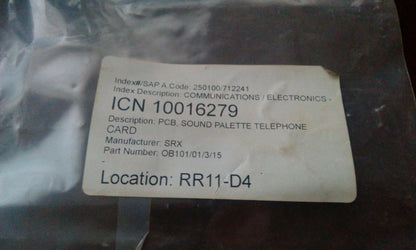 Index#/SAP A Code: 250100/712241
Index Description: COMMUNICATIONS / ELECTRONICS -
ICN 10016279
Description: PCB, SOUND PALETTE TELEPHONE
CARD
Manufacturer: SRX
Part Number: OB101/01/3/15
Location: RR11-D4